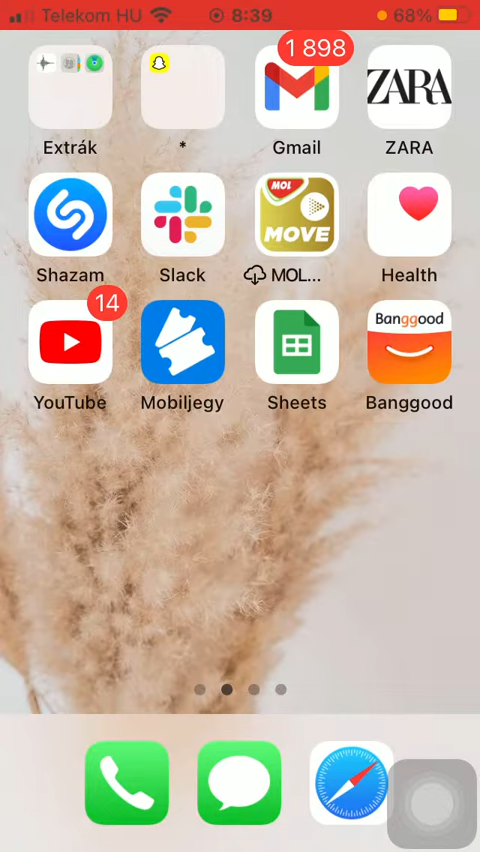 Telekom HU 8:39 68%
1 898
Extrák * Gmail ZARA
ZARA
MOL
MOVE
Shazam Slack MOL... Health
14
Banggood
YouTube Mobiljegy Sheets Banggood